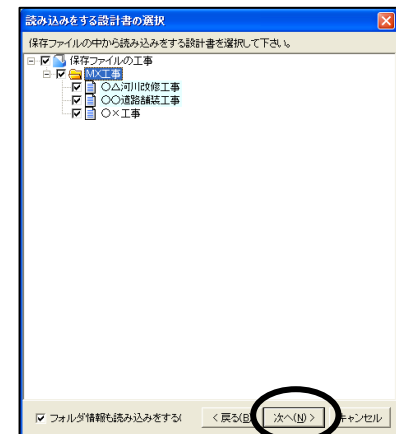 読み込みをする設計書の選択
保存ファイルの中から読み込みをする設計書を選択して下さい。
保存ファイルの工事
MX工事
〇△河川改修工事
〇〇道路舗装工事
〇×工事
フォルダ情報も読み込みをする(
< 戻る(B) 次へ(N) > キャンセル